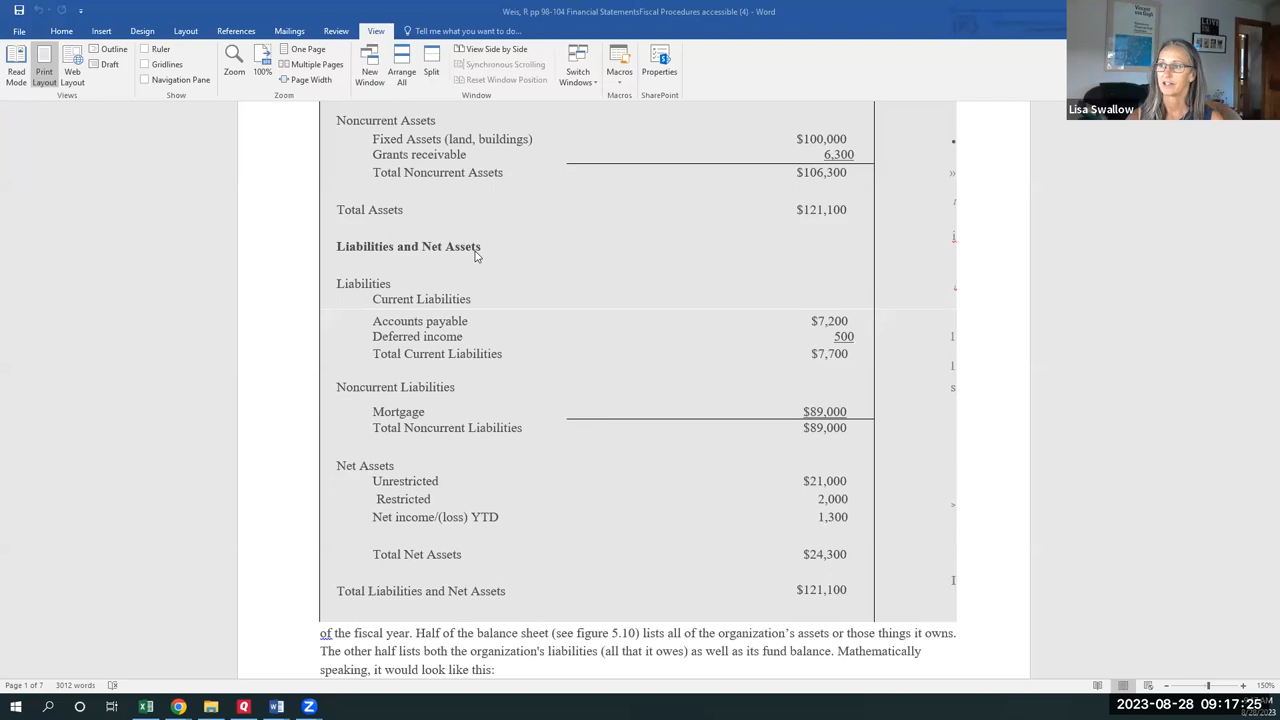 Weis, R pp 98-104 Financial StatementsFiscal Procedures accessible (4) - Word
File Home Insert Design Layout References Mailings Review View Tell me what you want to do...
Read Mode
Print Layout
Web Layout
Outline
Draft
Views
Ruler
Gridlines
Navigation Pane
Show
Zoom
100%
One Page
Multiple Pages
Page Width
Zoom
New Window
Arrange All
Split
View Side by Side
Synchronous Scrolling
Reset Window Position
Window
Switch Windows
Macros
Macros
Properties
SharePoint
Lisa Swallow
Noncurrent Assets
Fixed Assets (land, buildings) $100,000
Grants receivable 6,300
Total Noncurrent Assets $106,300
Total Assets $121,100
Liabilities and Net Assets
Liabilities
Current Liabilities
Accounts payable $7,200
Deferred income 500
Total Current Liabilities $7,700
Noncurrent Liabilities
Mortgage $89,000
Total Noncurrent Liabilities $89,000
Net Assets
Unrestricted $21,000
Restricted 2,000
Net income/(loss) YTD 1,300
Total Net Assets $24,300
Total Liabilities and Net Assets $121,100
of the fiscal year. Half of the balance sheet (see figure 5.10) lists all of the organization's assets or those things it owns.
The other half lists both the organization's liabilities (all that it owes) as well as its fund balance. Mathematically
speaking, it would look like this:
Page 1 of 7 3012 words 150%
2023-08-28 09:17:25